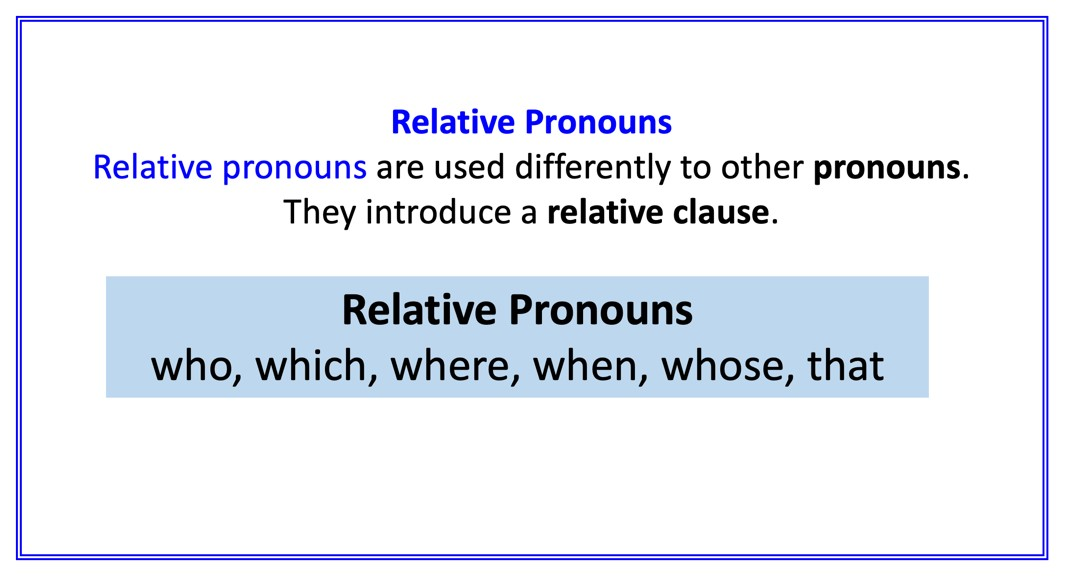 Relative Pronouns
Relative pronouns are used differently to other pronouns.
They introduce a relative clause.
Relative Pronouns
who, which, where, when, whose, that